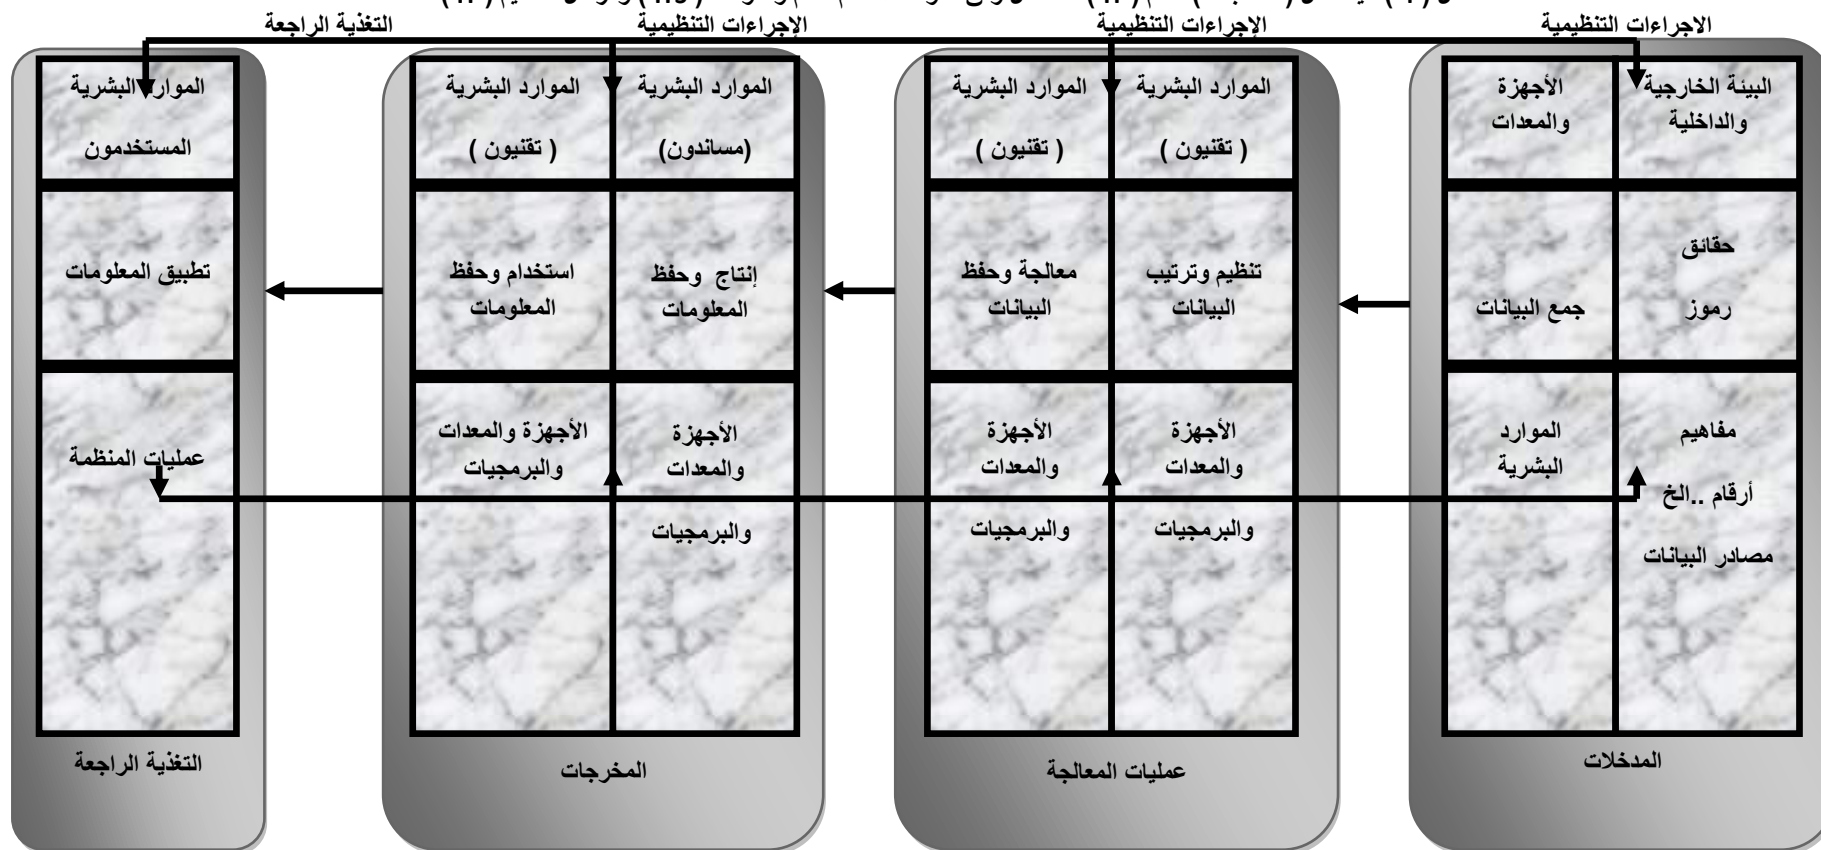 الاجراءات التنظيمية
الإجراءات التنظيمية
الإجراءات التنظيمية
التغذية الراجعة
البيئة الخارجية
والداخلية
الأجهزة
والمعدات
حقائق
رموز
جمع البيانات
مفاهيم
أرقام ..الخ
مصادر البيانات
الموارد
البشرية
المدخلات
الموارد البشرية
( تقنيون )
الموارد البشرية
( تقنيون )
تنظيم وترتيب
البيانات
معالجة وحفظ
البيانات
الأجهزة
والمعدات
والبرمجيات
الأجهزة
والمعدات
والبرمجيات
عمليات المعالجة
الموارد البشرية
(مساندون)
الموارد البشرية
( تقنيون )
إنتاج وحفظ
المعلومات
استخدام وحفظ
المعلومات
الأجهزة
والمعدات
والبرمجيات
الأجهزة والمعدات
والبرمجيات
المخرجات
الموارد البشرية
المستخدمون
تطبيق المعلومات
عمليات المنظمة
التغذية الراجعة